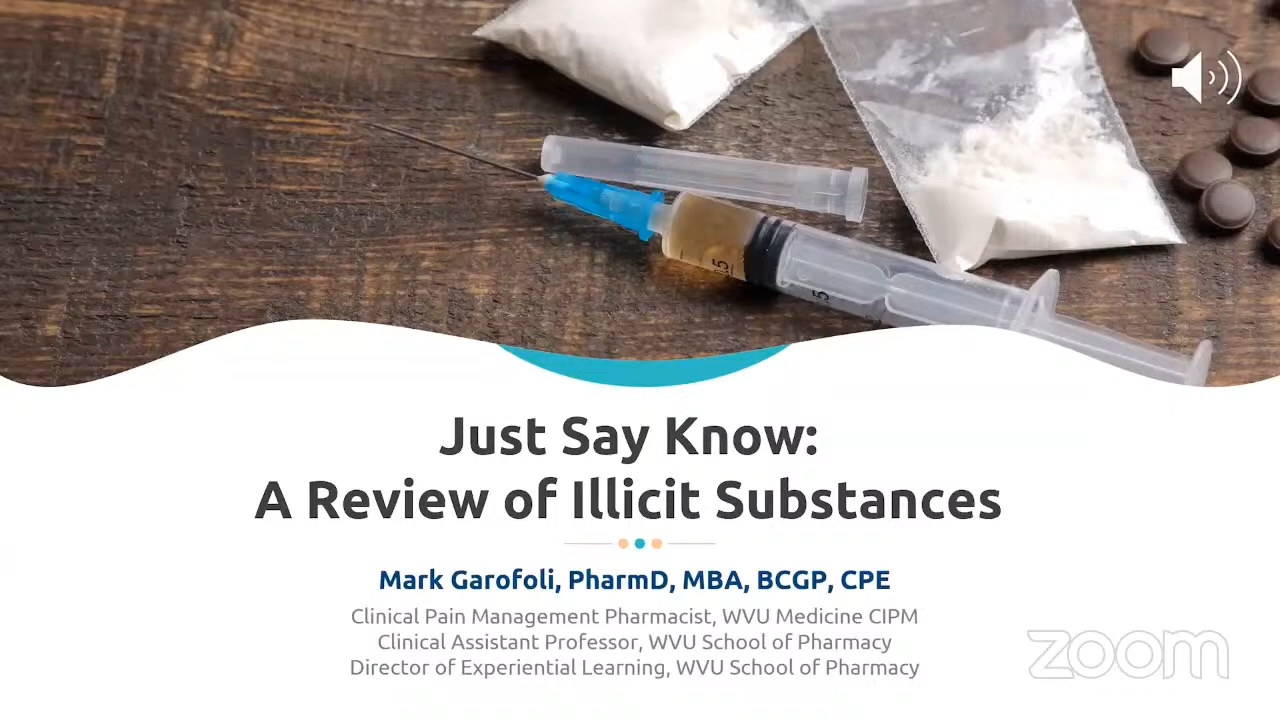 Just Say Know:
A Review of Illicit Substances
Mark Garofoli, PharmD, MBA, BCGP, CPE
Clinical Pain Management Pharmacist, WVU Medicine CIPM
Clinical Assistant Professor, WVU School of Pharmacy
Director of Experiential Learning, WVU School of Pharmacy
zoom